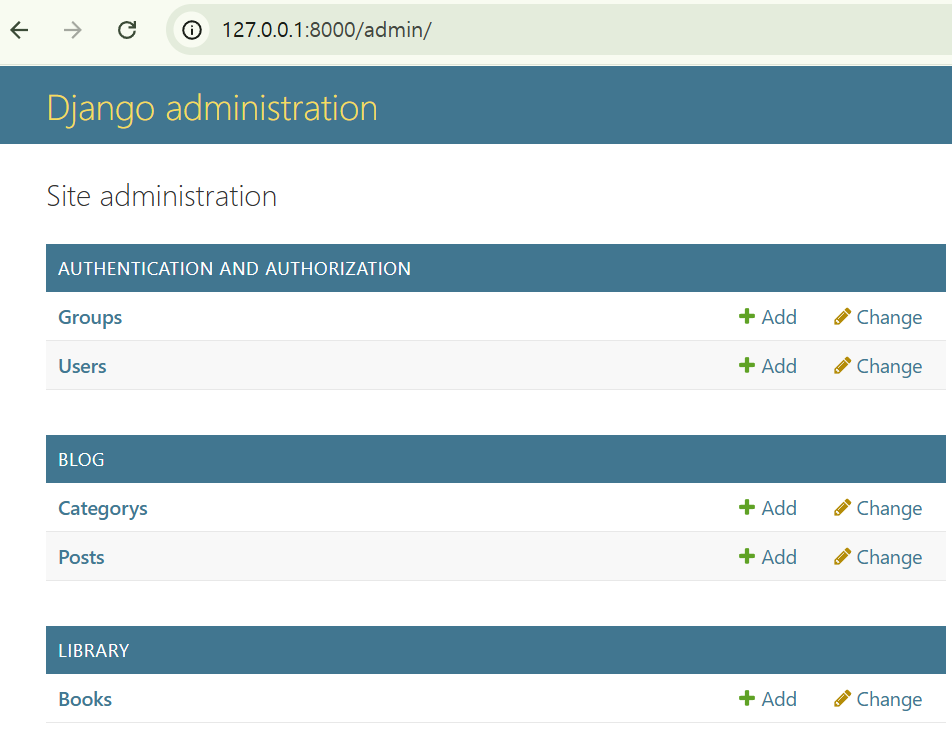 127.0.0.1:8000/admin/
Django administration
Site administration
AUTHENTICATION AND AUTHORIZATION
Groups Add Change
Users Add Change
BLOG
Categorys Add Change
Posts Add Change
LIBRARY
Books Add Change